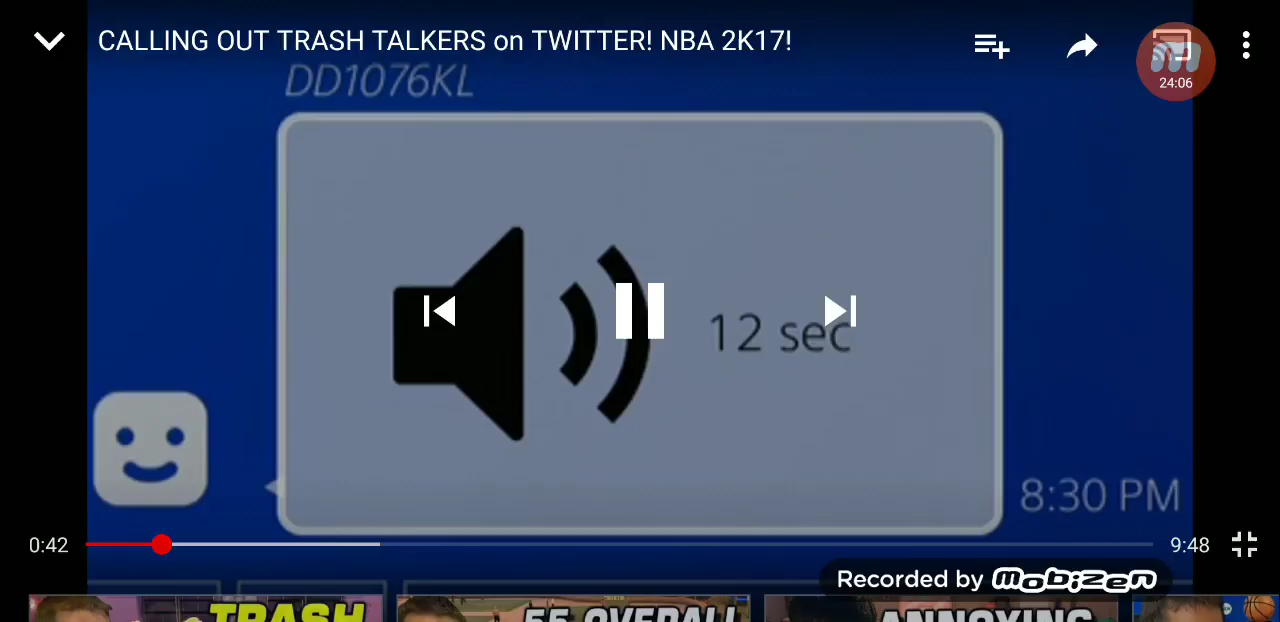 CALLING OUT TRASH TALKERS on TWITTER! NBA 2K17!
24:06
DD1076KL
12 sec
8:30 PM
0:42
9:48
Recorded by mobizen
TRASH
55 OVERALL
ANNOYING